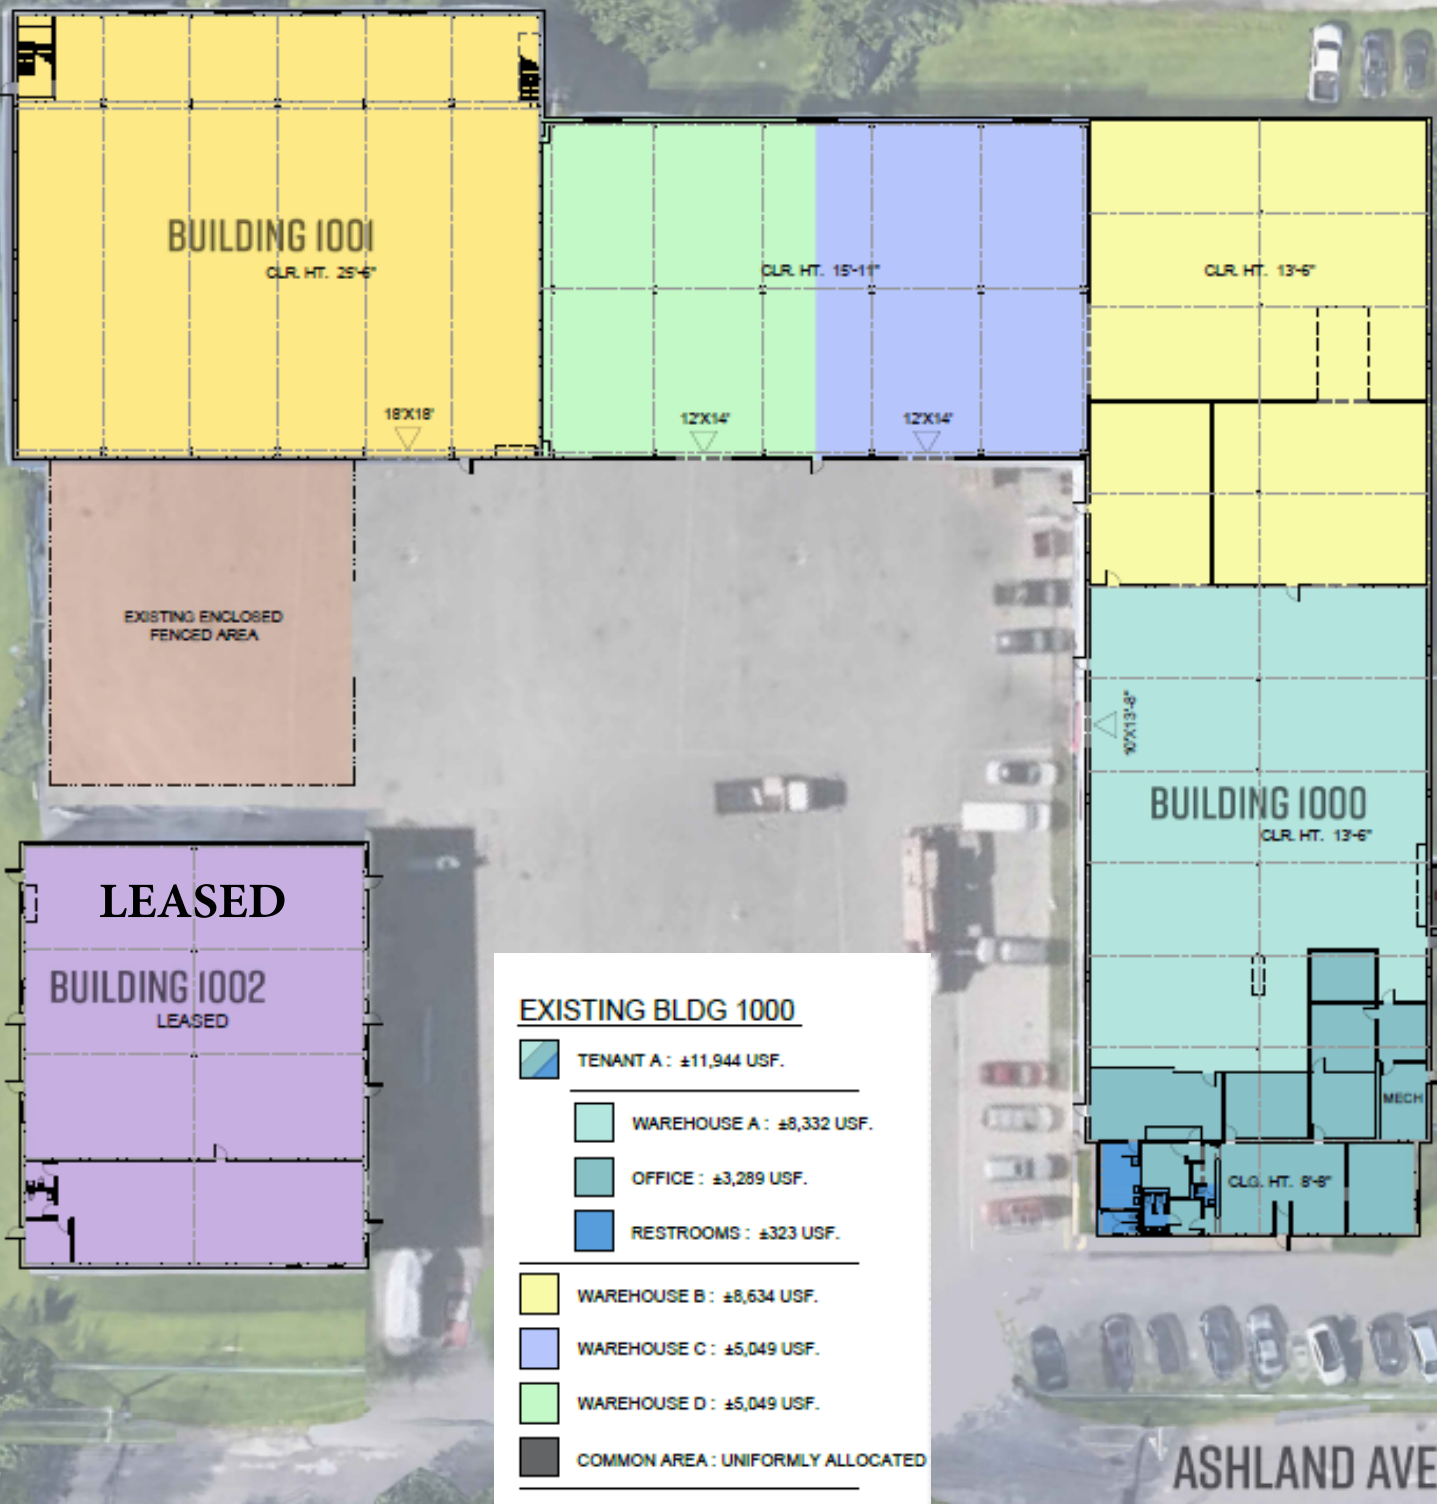 BUILDING 1001
CLR. HT. 25'-6"
18'X18'
CLR. HT. 15'-11"
12'X14'
12'X14'
CLR. HT. 13'-6"
EXISTING ENCLOSED
FENCED AREA
10'X13'-8"
BUILDING 1000
CLR. HT. 13'-6"
MECH
CLG. HT. 8'-8"
LEASED
BUILDING 1002
LEASED
EXISTING BLDG 1000
TENANT A : ±11,944 USF.
WAREHOUSE A : ±8,332 USF.
OFFICE : ±3,289 USF.
RESTROOMS : ±323 USF.
WAREHOUSE B : ±8,634 USF.
WAREHOUSE C : ±5,049 USF.
WAREHOUSE D : ±5,049 USF.
COMMON AREA : UNIFORMLY ALLOCATED
ASHLAND AVE